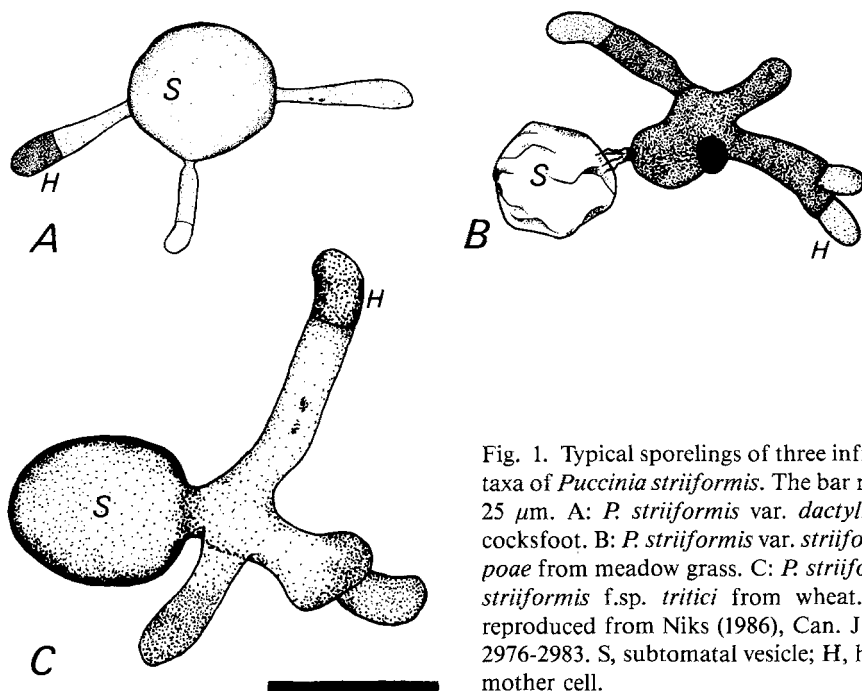 S
H
A
S
B
H
H
S
C
Fig. 1. Typical sporelings of three inf
taxa of Puccinia striiformis. The bar
25 μm. A: P. striiformis var. dactyl
cocksfoot. B: P. striiformis var. striifo
poae from meadow grass. C: P. striifo
striiformis f.sp. tritici from wheat.
reproduced from Niks (1986), Can. J
2976-2983. S, subtomatal vesicle; H, h
mother cell.